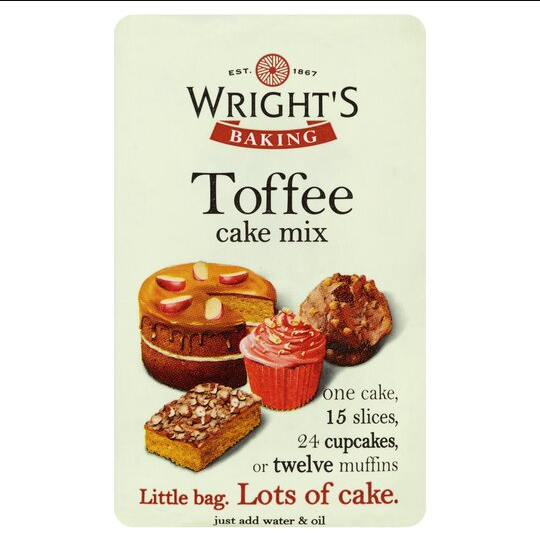 EST. 1867
WRIGHT'S
BAKING
Toffee
cake mix
one cake,
15 slices,
24 cupcakes,
or twelve muffins
Little bag. Lots of cake.
just add water & oil